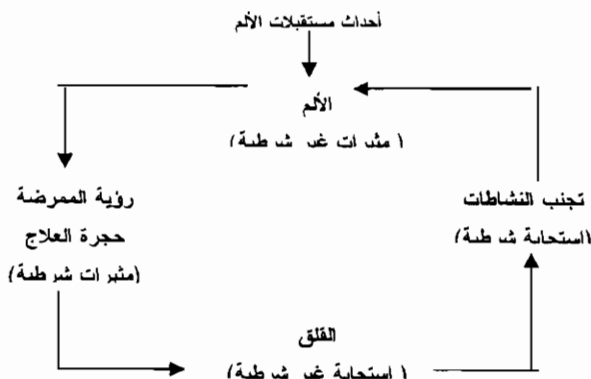 أحداث مستقبلات الألم
الألم
(مثيرات غير شرطية)
رؤية الممرضة
حجرة العلاج
(مثيرات شرطية)
تجنب النشاطات
(استجابة شرطية)
القلق
(استجابة غير شرطية)